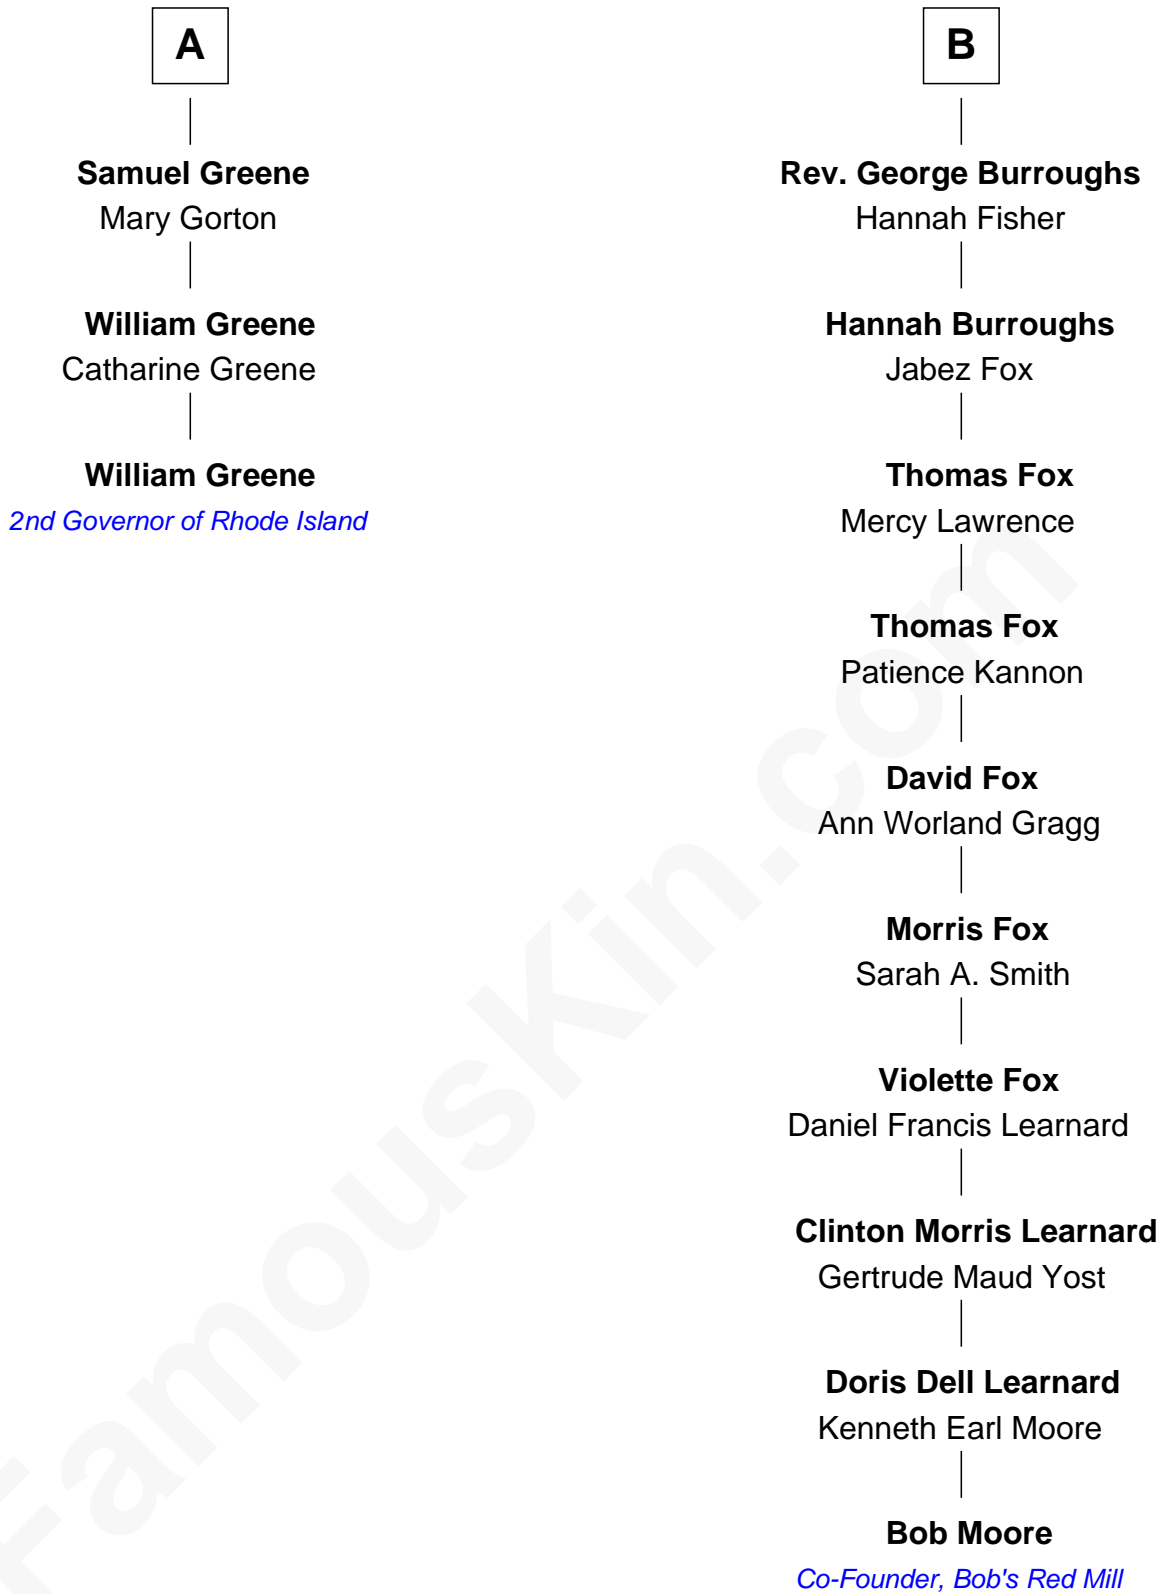 A
Samuel Greene
Mary Gorton
William Greene
Catharine Greene
William Greene
2nd Governor of Rhode Island
B
Rev. George Burroughs
Hannah Fisher
Hannah Burroughs
Jabez Fox
Thomas Fox
Mercy Lawrence
Thomas Fox
Patience Kannon
David Fox
Ann Worland Gragg
Morris Fox
Sarah A. Smith
Violette Fox
Daniel Francis Learnard
Clinton Morris Learnard
Gertrude Maud Yost
Doris Dell Learnard
Kenneth Earl Moore
Bob Moore
Co-Founder, Bob's Red Mill
FamousKin.com